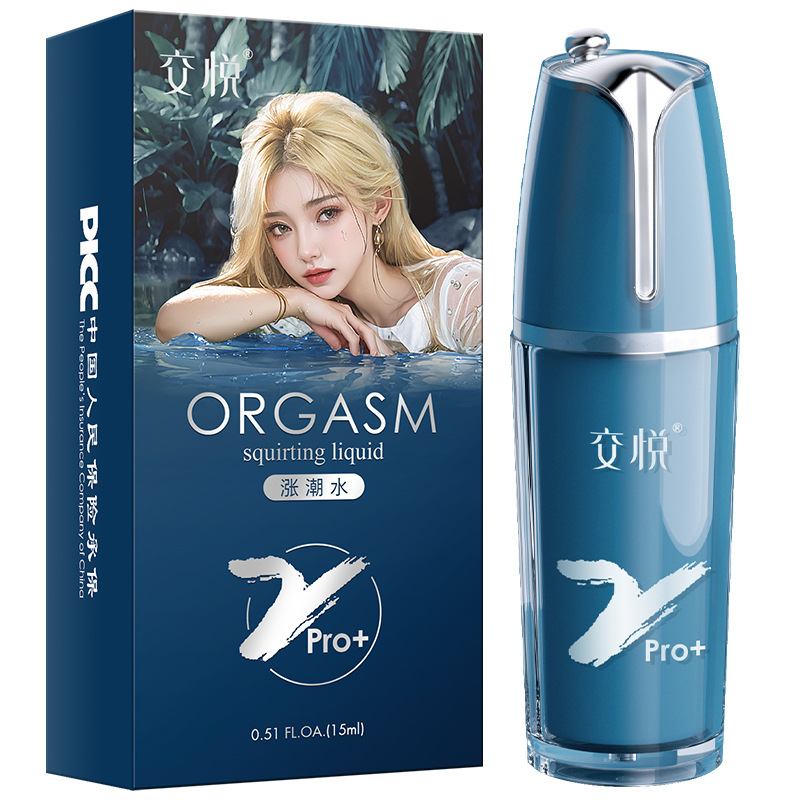 交悦®
ORGASM
squirting liquid
涨潮水
Pro+
0.51 FL.OA.(15ml)
PICC 中国人民保险承保
The People's Insurance Company of China
交悦®
Pro+